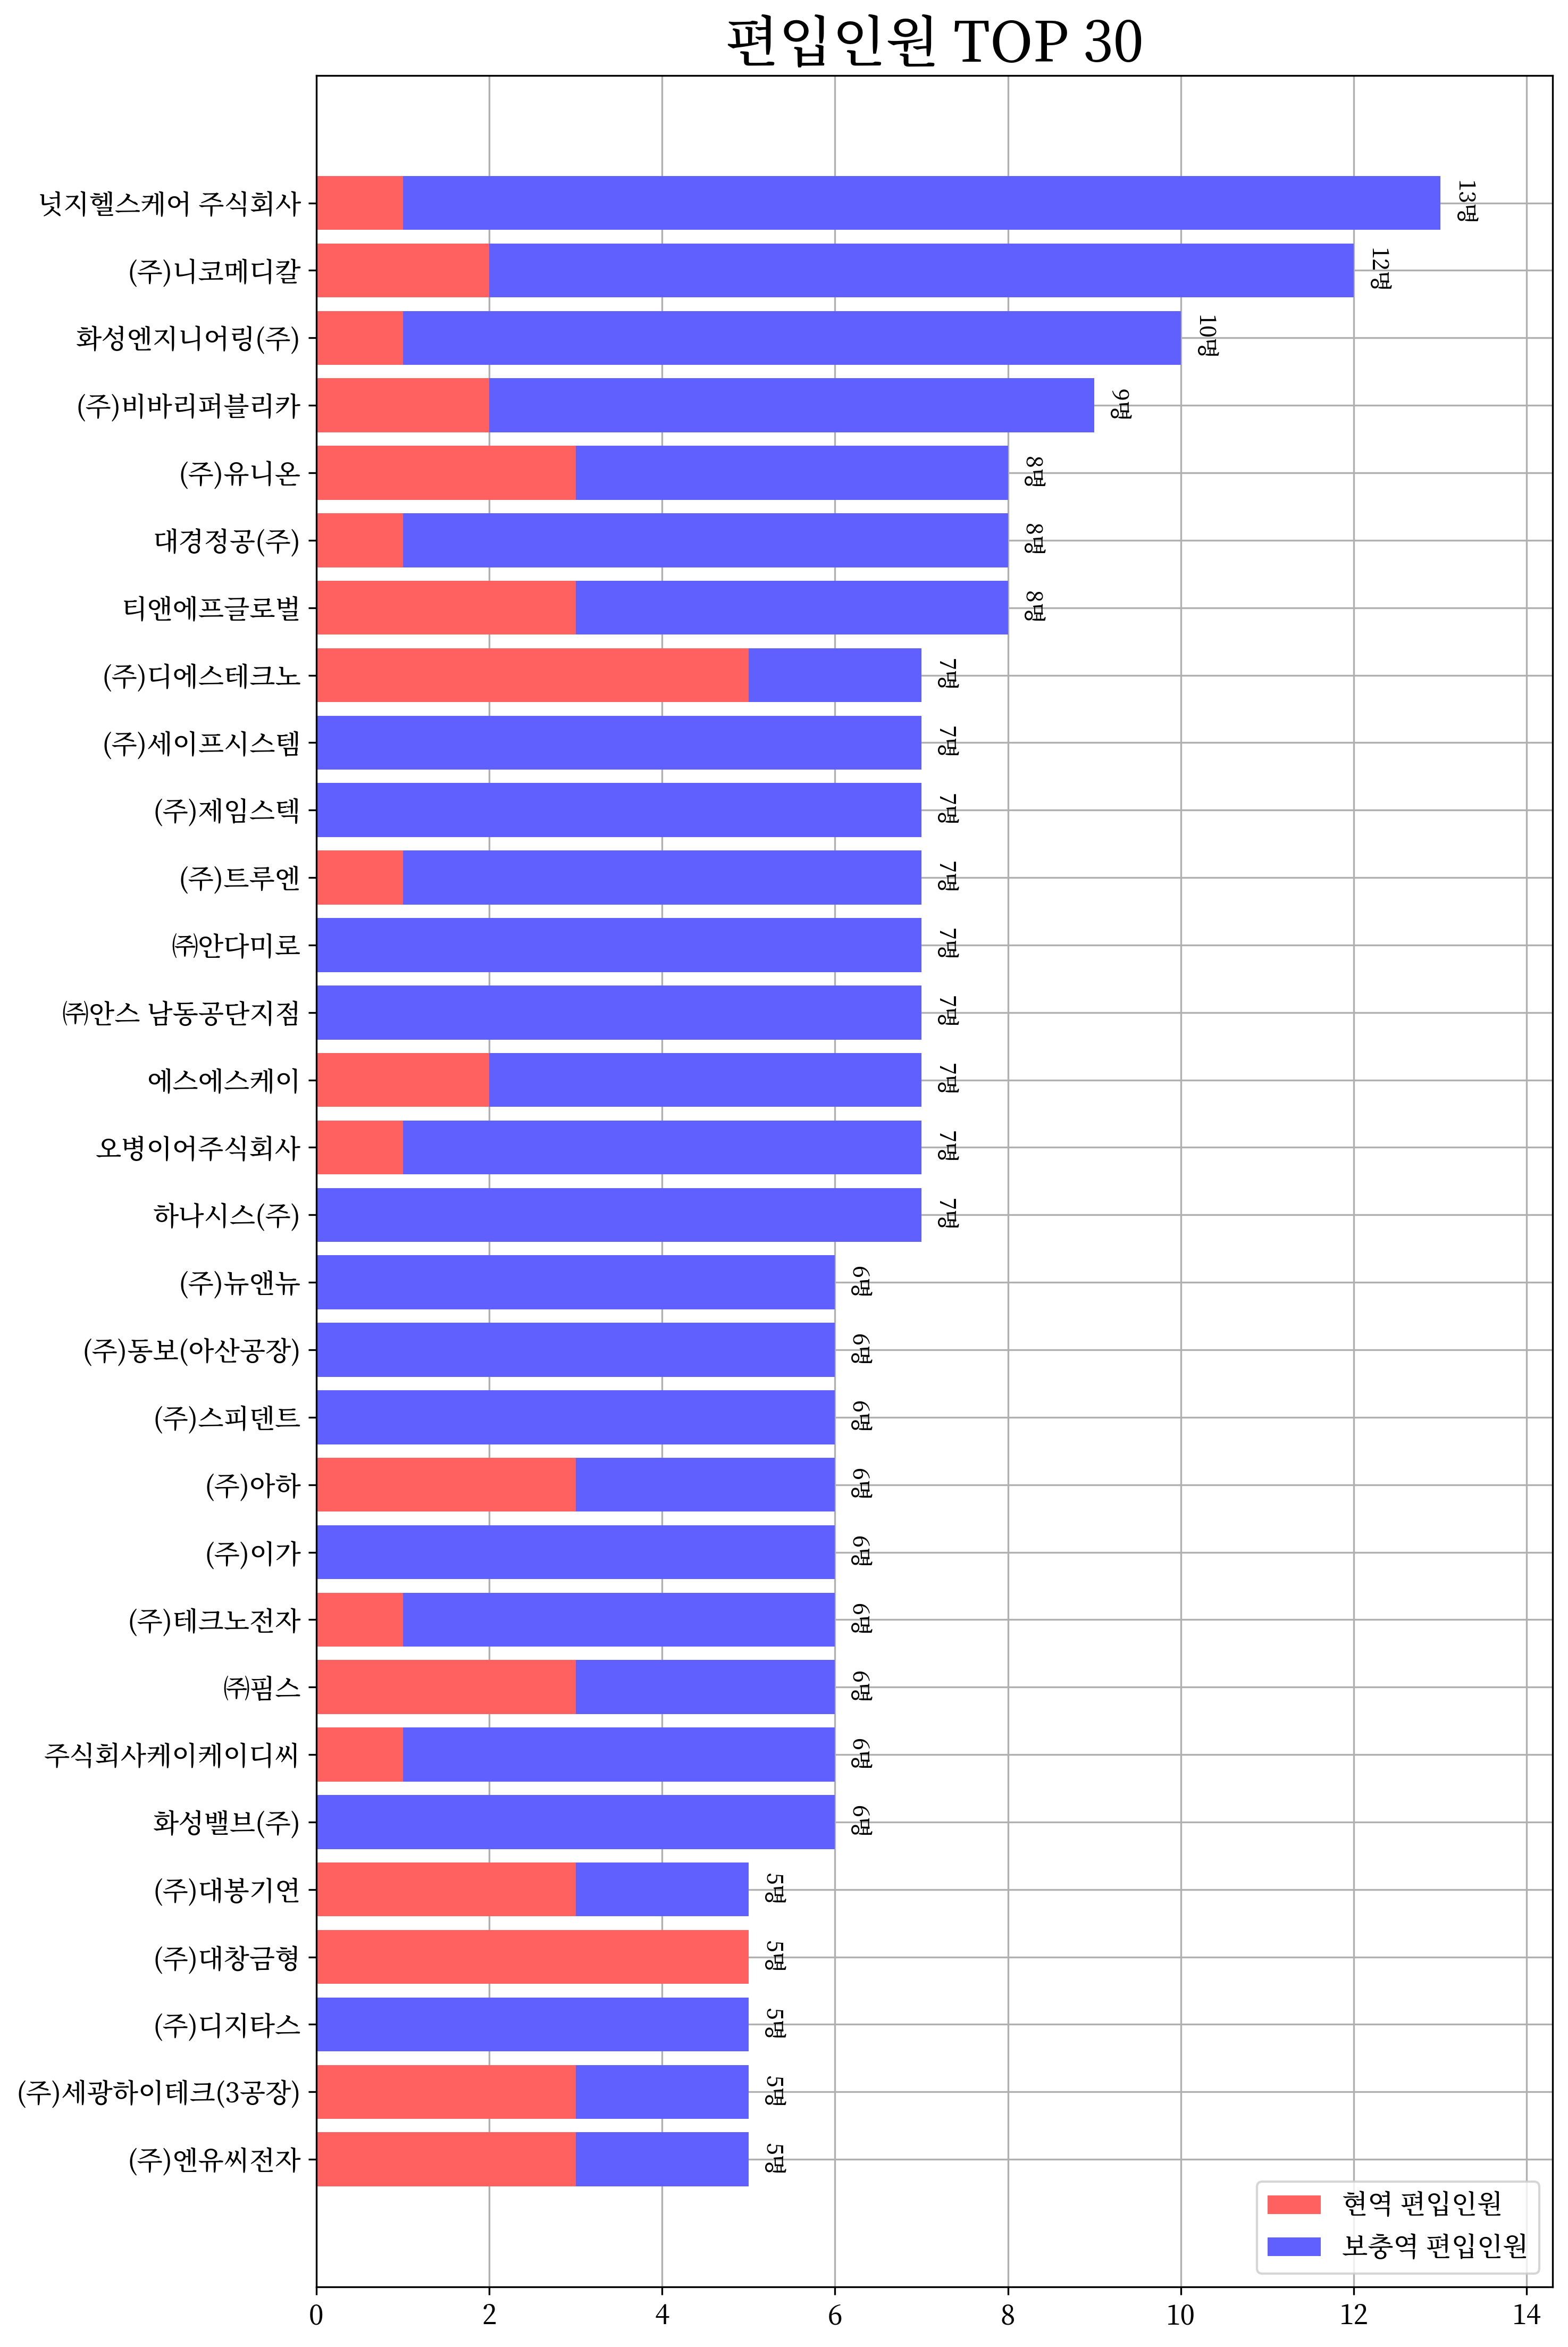 편입인원 TOP 30
넛지헬스케어 주식회사 13명
(주)니코메디칼 12명
화성엔지니어링(주) 10명
(주)비바리퍼블리카 9명
(주)유니온 8명
대경정공(주) 8명
티앤에프글로벌 8명
(주)디에스테크노 7명
(주)세이프시스템 7명
(주)제임스텍 7명
(주)트루엔 7명
㈜안다미로 7명
㈜안스 남동공단지점 7명
에스에스케이 7명
오병이어주식회사 7명
하나시스(주) 7명
(주)뉴앤뉴 6명
(주)동보(아산공장) 6명
(주)스피덴트 6명
(주)아하 6명
(주)이가 6명
(주)테크노전자 6명
㈜핌스 6명
주식회사케이케이디씨 6명
화성밸브(주) 6명
(주)대봉기연 5명
(주)대창금형 5명
(주)디지타스 5명
(주)세광하이테크(3공장) 5명
(주)엔유씨전자 5명
현역 편입인원
보충역 편입인원
0 2 4 6 8 10 12 14